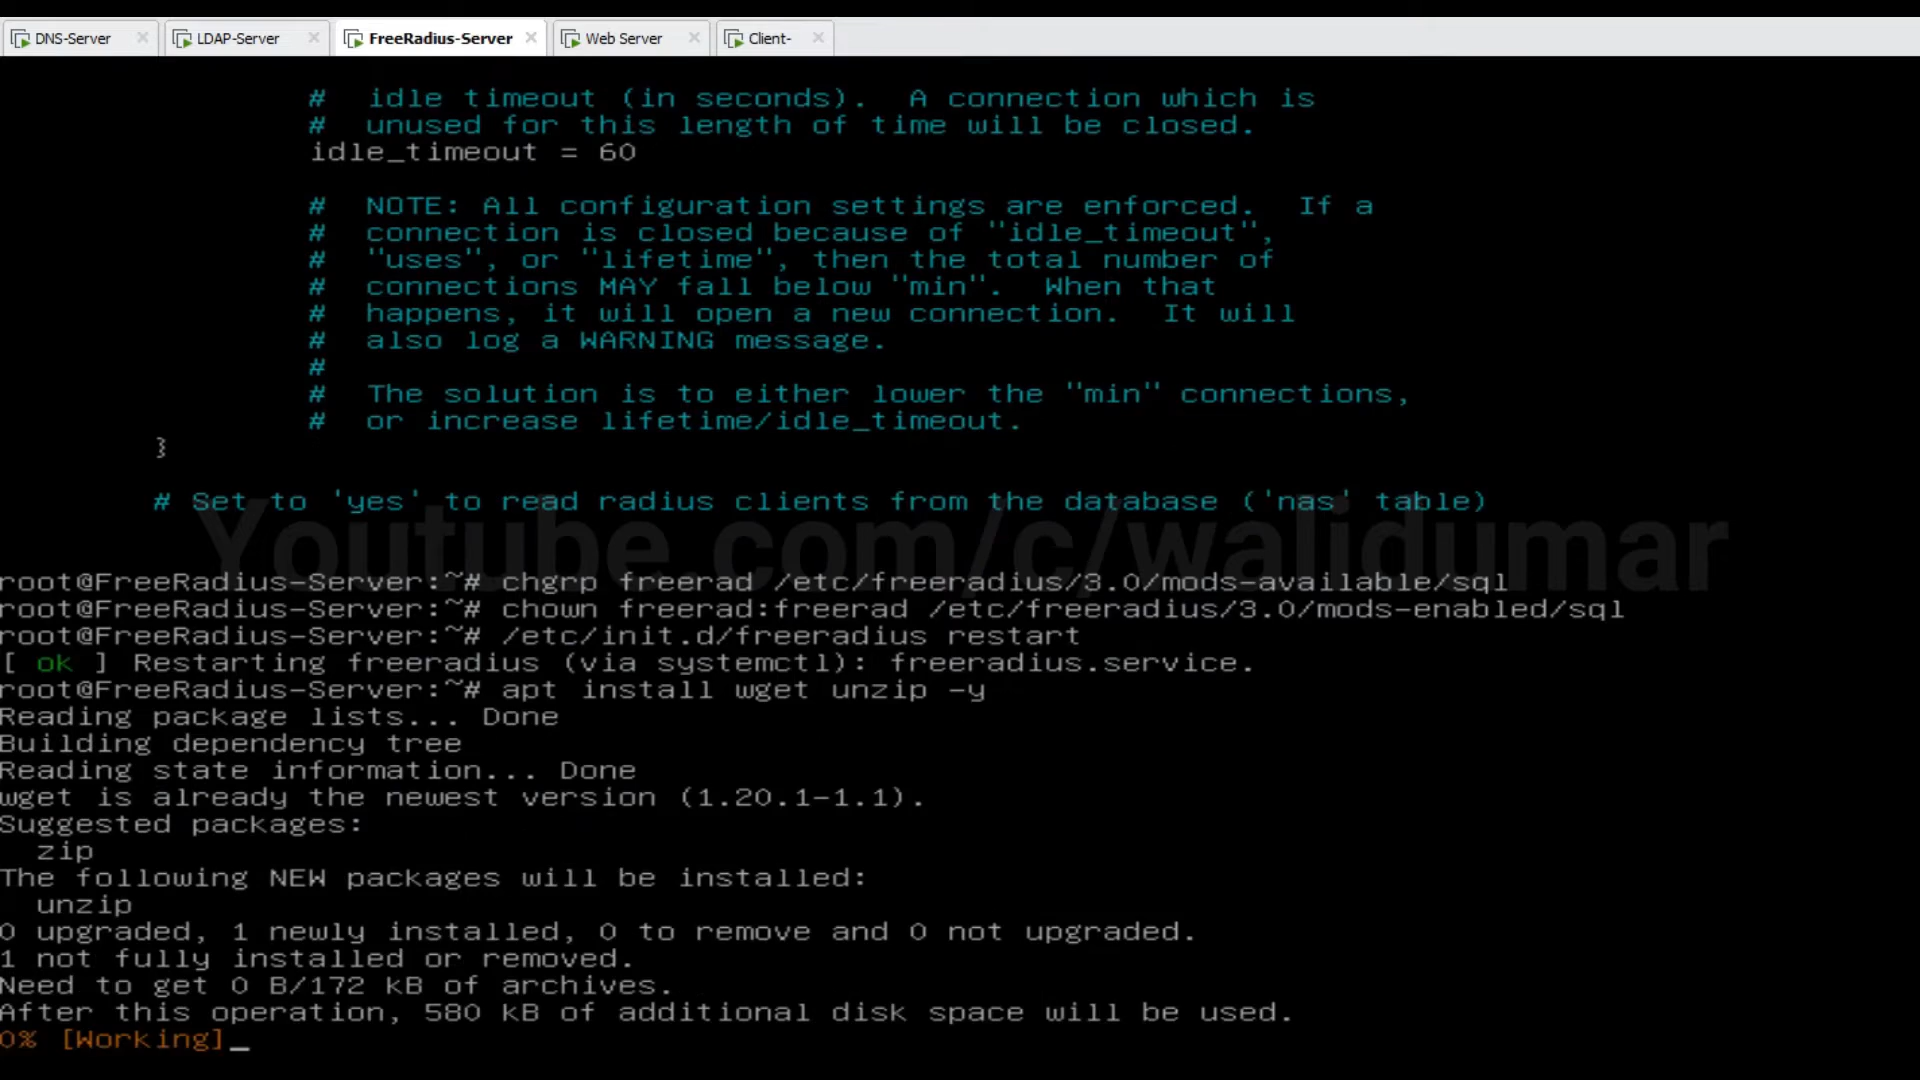 DNS-Server
LDAP-Server
FreeRadius-Server
Web Server
Client-
# idle timeout (in seconds). A connection which is
# unused for this length of time will be closed.
idle_timeout = 60
# NOTE: All configuration settings are enforced. If a
# connection is closed because of "idle_timeout",
# "uses", or "lifetime", then the total number of
# connections MAY fall below "min". When that
# happens, it will open a new connection. It will
# also log a WARNING message.
#
# The solution is to either lower the "min" connections,
# or increase lifetime/idle_timeout.
}
# Set to 'yes' to read radius clients from the database ('nas' table)
Youtube.com/c/walidumar
root@FreeRadius-Server:~# chgrp freerad /etc/freeradius/3.0/mods-available/sql
root@FreeRadius-Server:~# chown freerad:freerad /etc/freeradius/3.0/mods-enabled/sql
root@FreeRadius-Server:~# /etc/init.d/freeradius restart
[ ok ] Restarting freeradius (via systemctl): freeradius.service.
root@FreeRadius-Server:~# apt install wget unzip -y
Reading package lists... Done
Building dependency tree
Reading state information... Done
wget is already the newest version (1.20.1-1.1).
Suggested packages:
zip
The following NEW packages will be installed:
unzip
0 upgraded, 1 newly installed, 0 to remove and 0 not upgraded.
1 not fully installed or removed.
Need to get 0 B/172 kB of archives.
After this operation, 580 kB of additional disk space will be used.
0% [Working]